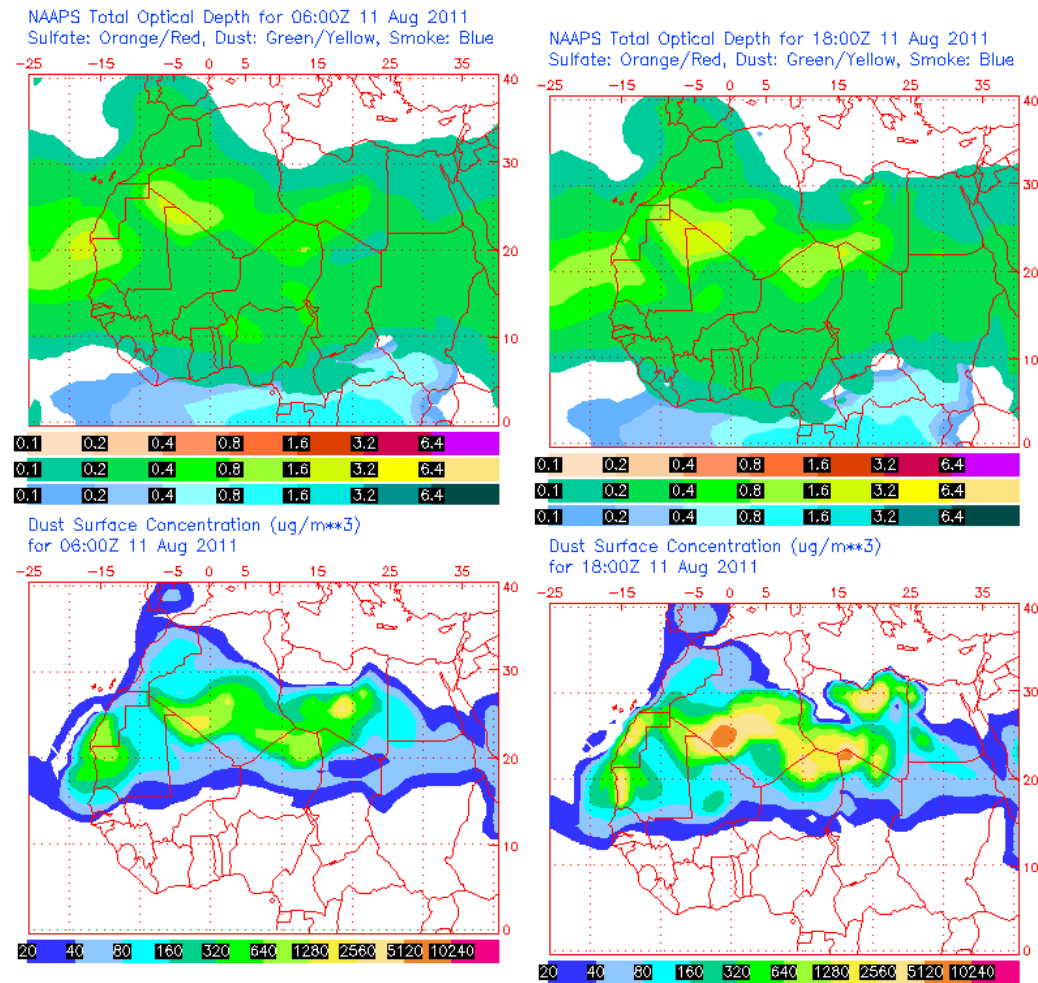 NAAPS Total Optical Depth for 06:00Z 11 Aug 2011
Sulfate: Orange/Red, Dust: Green/Yellow, Smoke: Blue
-25 -15 -5 0 5 15 25 35
40
30
20
10
0
0.1 0.2 0.4 0.8 1.6 3.2 6.4
0.1 0.2 0.4 0.8 1.6 3.2 6.4
0.1 0.2 0.4 0.8 1.6 3.2 6.4
Dust Surface Concentration (ug/m**3)
for 06:00Z 11 Aug 2011
-25 -15 -5 0 5 15 25 35
40
30
20
10
0
20 40 80 160 320 640 1280 2560 5120 10240
NAAPS Total Optical Depth for 18:00Z 11 Aug 2011
Sulfate: Orange/Red, Dust: Green/Yellow, Smoke: Blue
-25 -15 -5 0 5 15 25 35
40
30
20
10
0
0.1 0.2 0.4 0.8 1.6 3.2 6.4
0.1 0.2 0.4 0.8 1.6 3.2 6.4
0.1 0.2 0.4 0.8 1.6 3.2 6.4
Dust Surface Concentration (ug/m**3)
for 18:00Z 11 Aug 2011
-25 -15 -5 0 5 15 25 35
40
30
20
10
0
20 40 80 160 320 640 1280 2560 5120 10240